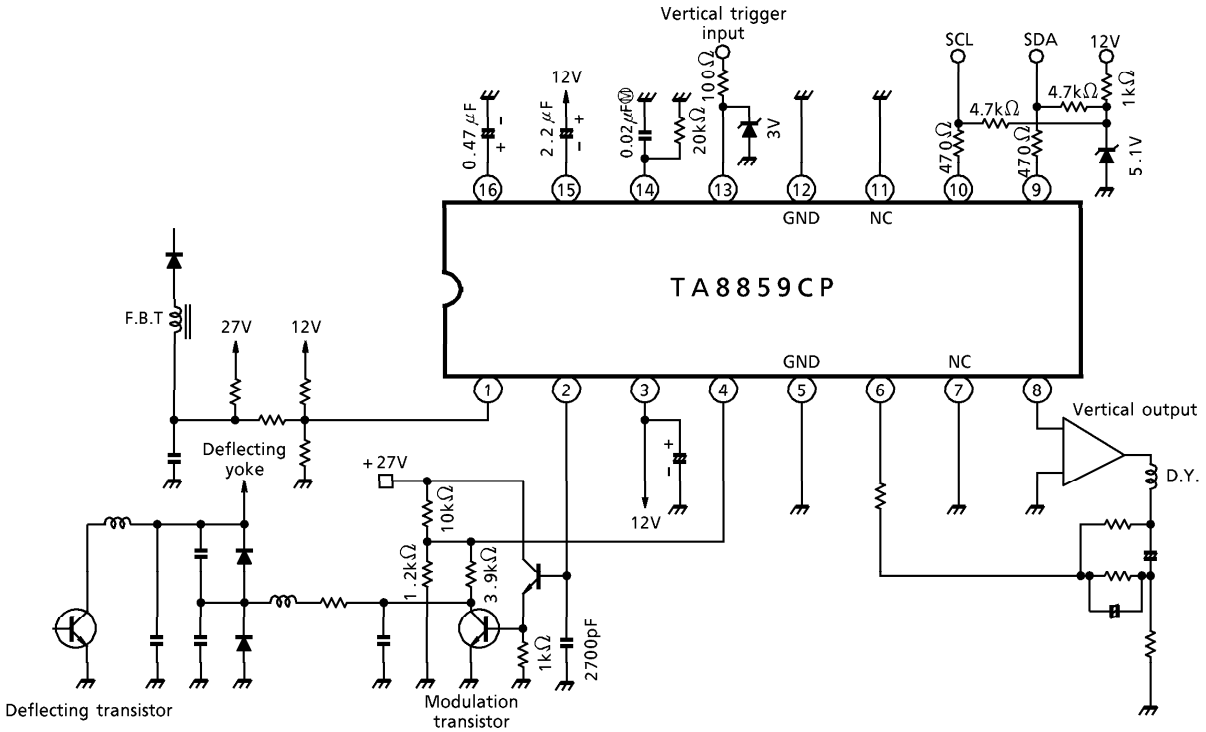 Vertical trigger
input
SCL
SDA
12V
12V
0.47 μF
- +
2.2 μF
+ -
0.02 μFⓂ
20kΩ
100Ω
3V
4.7kΩ
4.7kΩ
1kΩ
470Ω
470Ω
5.1V
16
15
14
13
12
11
10
9
GND
NC
TA8859CP
F.B.T
27V
12V
GND
NC
1
2
3
4
5
6
7
8
Vertical output
Deflecting
yoke
+27V
+
-
10kΩ
12V
D.Y.
1.2kΩ
3.9kΩ
1kΩ
2700pF
Deflecting transistor
Modulation
transistor